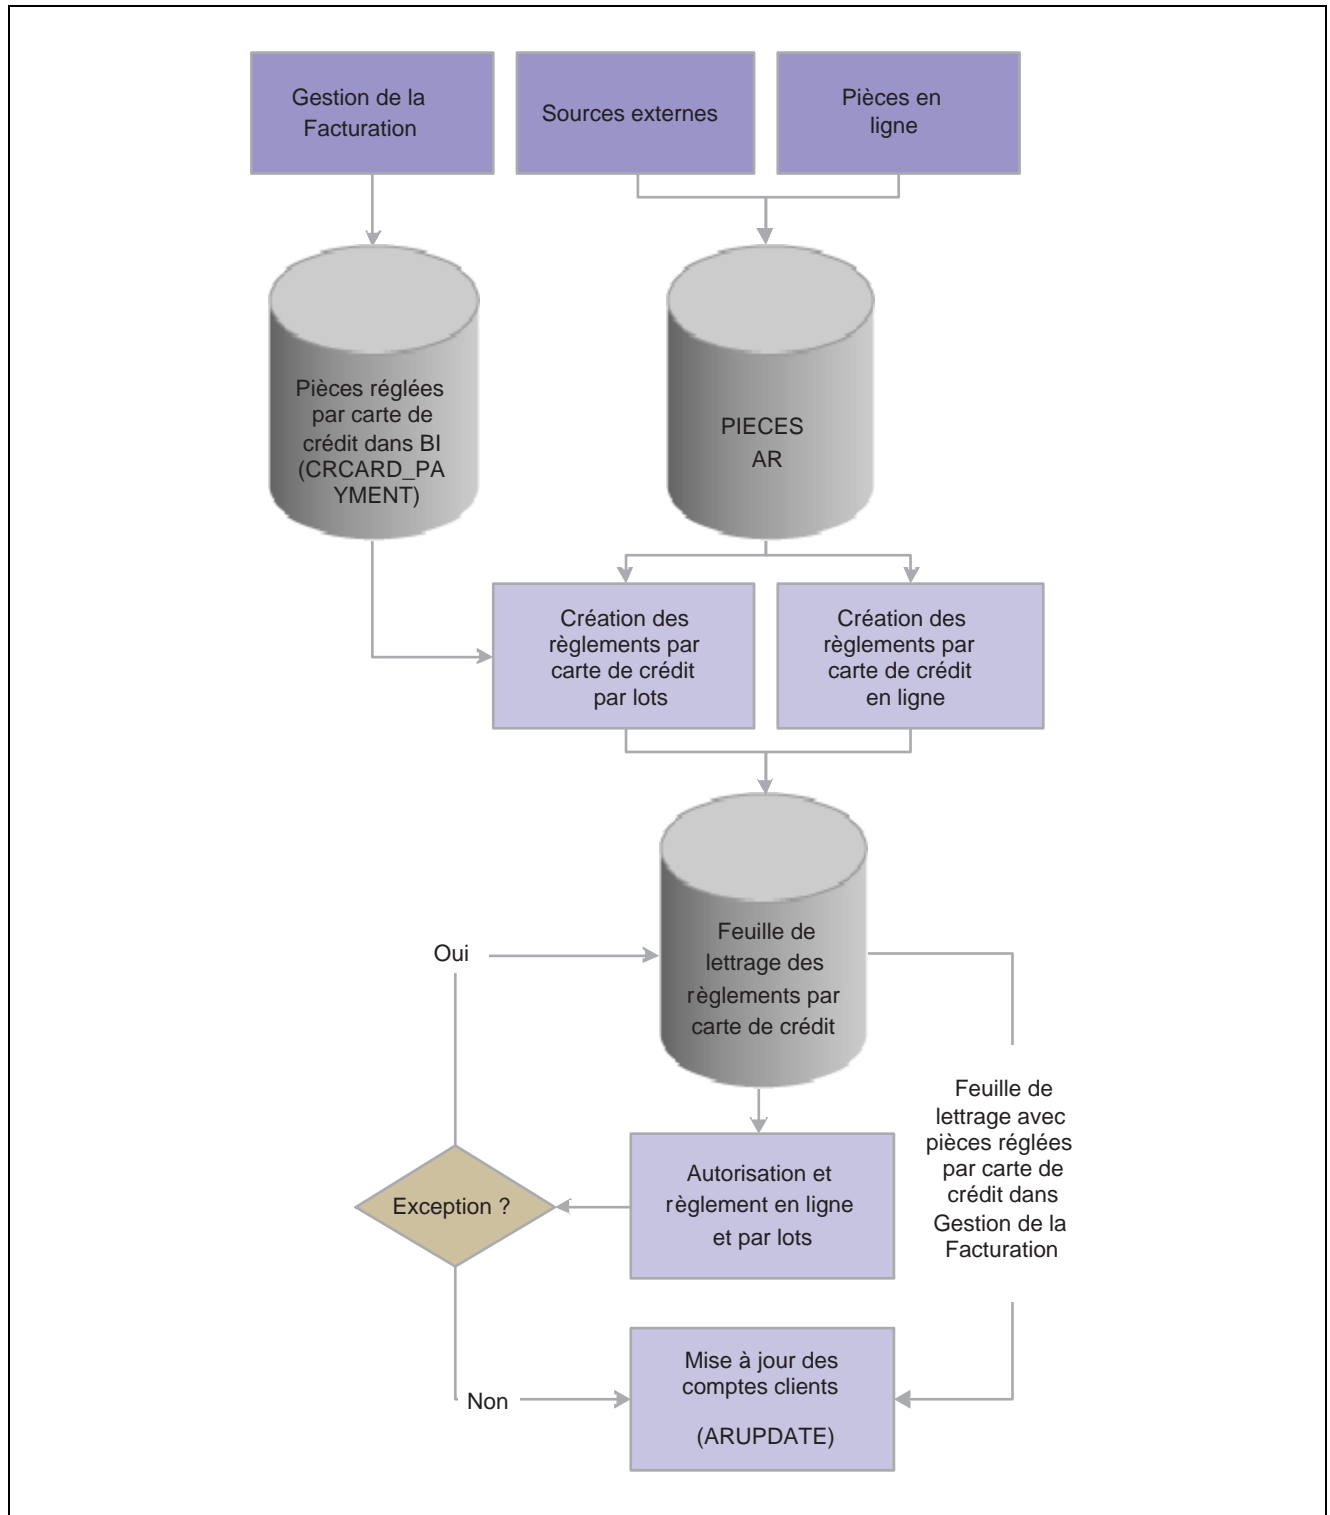 Gestion de la
Facturation
Sources externes
Pièces en
ligne
Pièces réglées
par carte de
crédit dans BI
(CRCARD_PA
YMENT)
PIECES
AR
Création des
règlements par
carte de crédit
par lots
Création des
règlements par
carte de crédit
en ligne
Feuille de
lettrage des
règlements par
carte de crédit
Oui
Feuille de
lettrage avec
pièces réglées
par carte de
crédit dans
Gestion de la
Facturation
Autorisation et
règlement en ligne
et par lots
Exception ?
Mise à jour des
comptes clients
(ARUPDATE)
Non